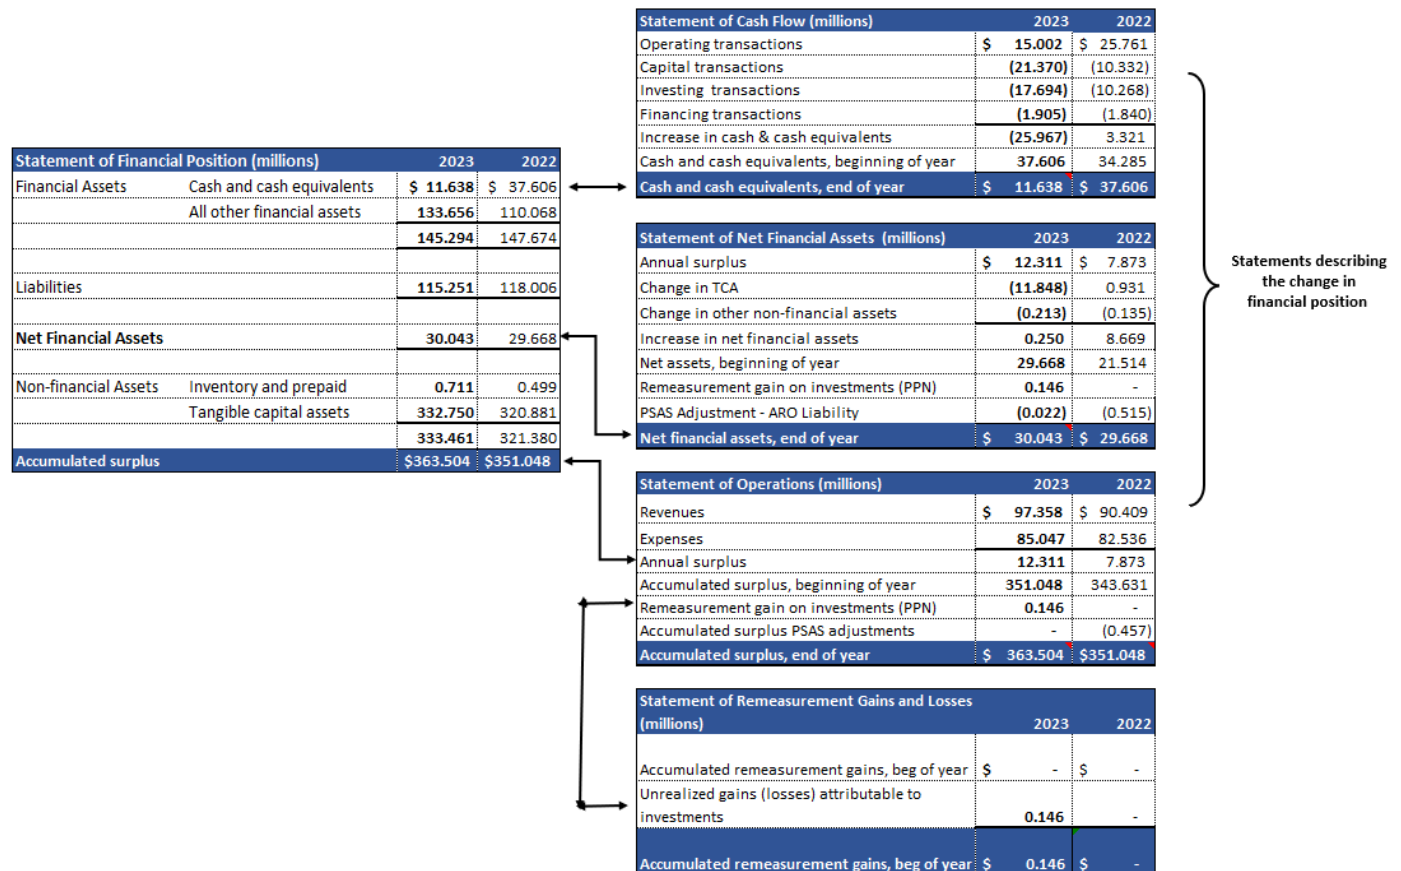 Statement of Financial Position (millions) 2023 2022
Financial Assets Cash and cash equivalents $ 11.638 $ 37.606
All other financial assets 133.656 110.068
145.294 147.674
Liabilities 115.251 118.006
Net Financial Assets 30.043 29.668
Non-financial Assets Inventory and prepaid 0.711 0.499
Tangible capital assets 332.750 320.881
333.461 321.380
Accumulated surplus $363.504 $351.048
Statement of Cash Flow (millions) 2023 2022
Operating transactions $ 15.002 $ 25.761
Capital transactions (21.370) (10.332)
Investing transactions (17.694) (10.268)
Financing transactions (1.905) (1.840)
Increase in cash & cash equivalents (25.967) 3.321
Cash and cash equivalents, beginning of year 37.606 34.285
Cash and cash equivalents, end of year $ 11.638 $ 37.606
Statement of Net Financial Assets (millions) 2023 2022
Annual surplus $ 12.311 $ 7.873
Change in TCA (11.848) 0.931
Change in other non-financial assets (0.213) (0.135)
Increase in net financial assets 0.250 8.669
Net assets, beginning of year 29.668 21.514
Remeasurement gain on investments (PPN) 0.146 -
PSAS Adjustment - ARO Liability (0.022) (0.515)
Net financial assets, end of year $ 30.043 $ 29.668
Statement of Operations (millions) 2023 2022
Revenues $ 97.358 $ 90.409
Expenses 85.047 82.536
Annual surplus 12.311 7.873
Accumulated surplus, beginning of year 351.048 343.631
Remeasurement gain on investments (PPN) 0.146 -
Accumulated surplus PSAS adjustments - (0.457)
Accumulated surplus, end of year $ 363.504 $351.048
Statement of Remeasurement Gains and Losses
(millions) 2023 2022
Accumulated remeasurement gains, beg of year $ - $ -
Unrealized gains (losses) attributable to
investments 0.146 -
Accumulated remeasurement gains, beg of year $ 0.146 $ -
Statements describing
the change in
financial position